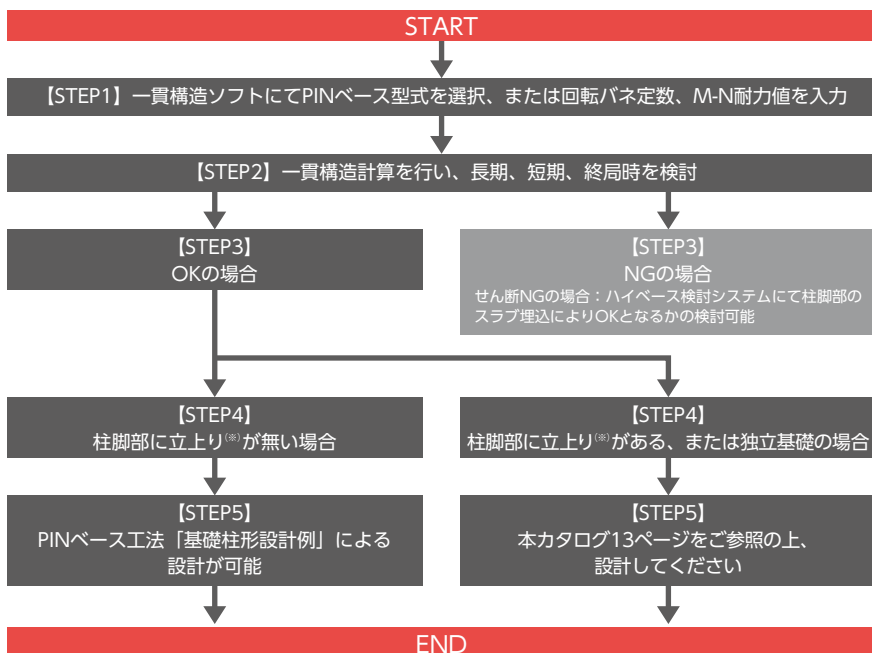 START
【STEP1】一貫構造ソフトにてPINベース型式を選択、または回転バネ定数、M-N耐力値を入力
【STEP2】一貫構造計算を行い、長期、短期、終局時を検討
【STEP3】
OKの場合
【STEP3】
NGの場合
せん断NGの場合：ハイベース検討システムにて柱脚部の
スラブ埋込によりOKとなるかの検討可能
【STEP4】
柱脚部に立上り(※)が無い場合
【STEP4】
柱脚部に立上り(※)がある、または独立基礎の場合
【STEP5】
PINベース工法「基礎柱形設計例」による
設計が可能
【STEP5】
本カタログ13ページをご参照の上、
設計してください
END